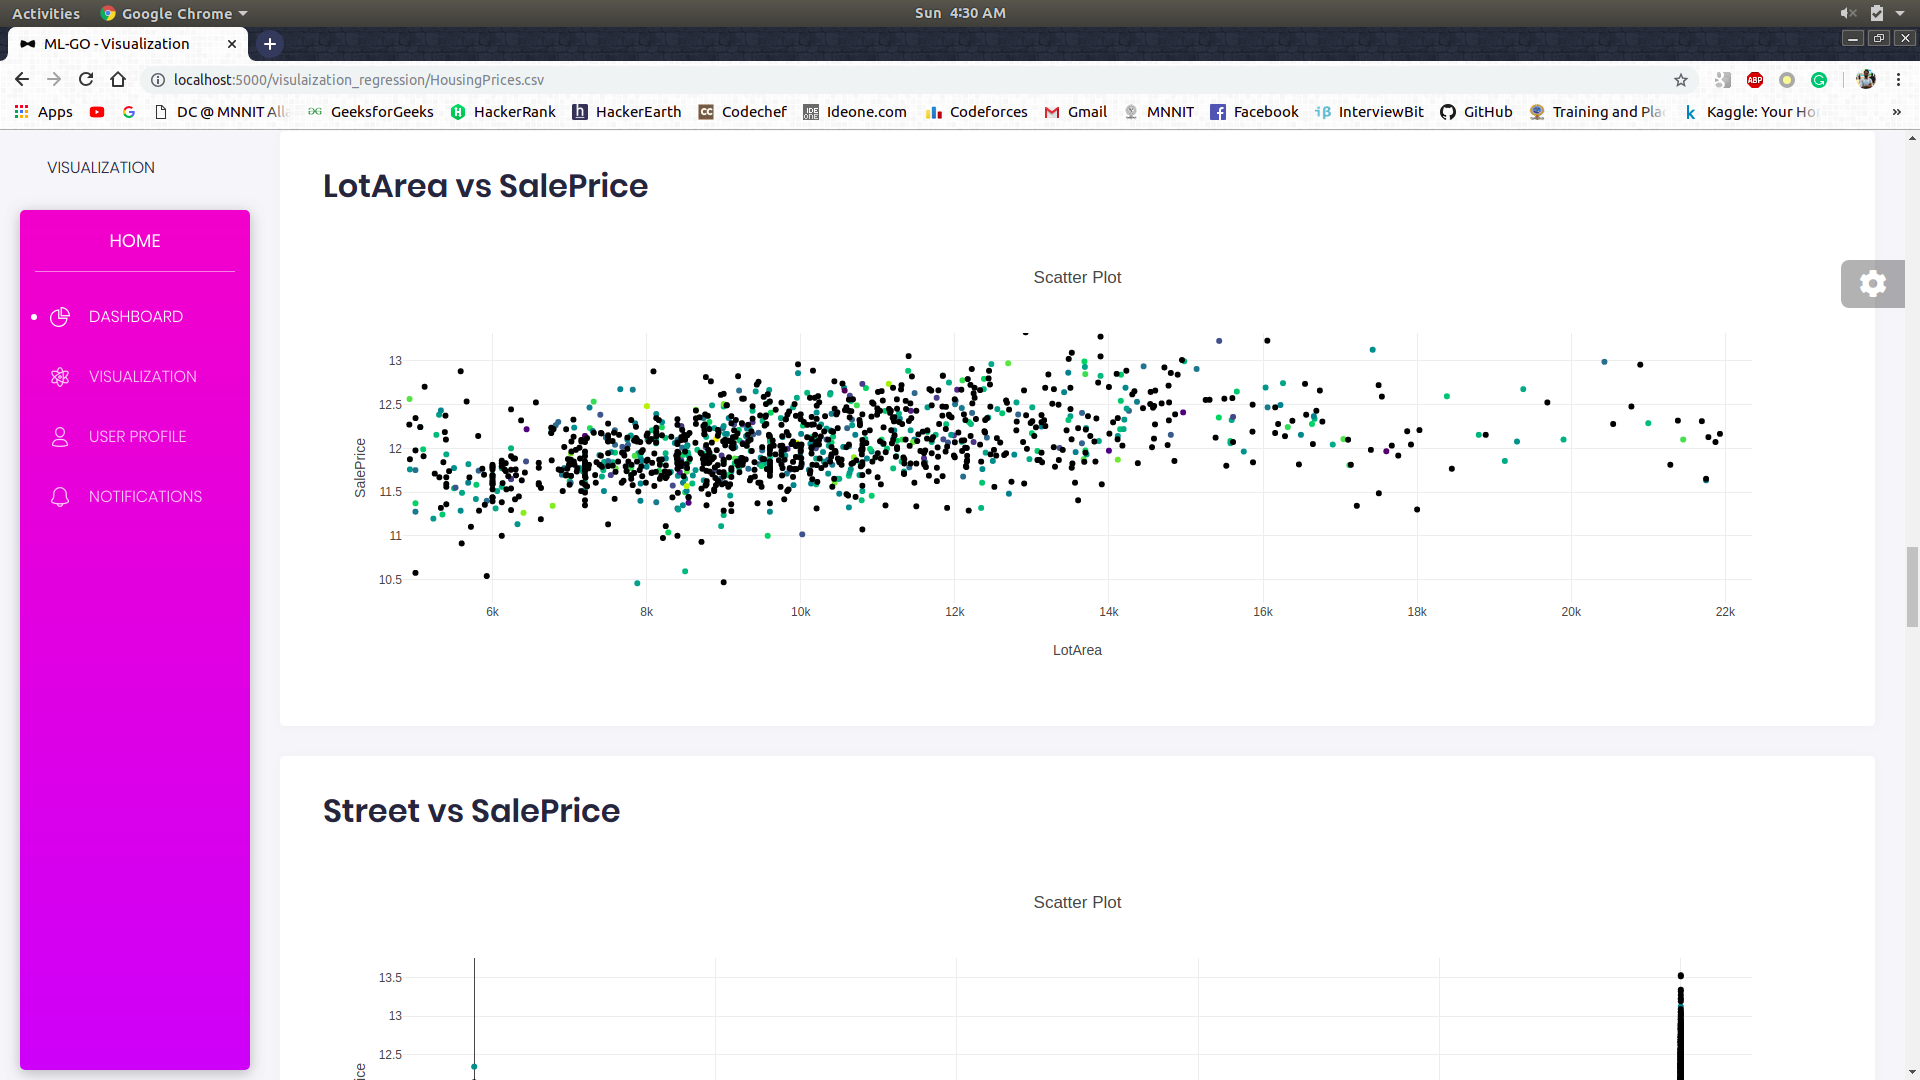 Activities Google Chrome Sun 4:30 AM
ML-GO - Visualization
localhost:5000/visulaization_regression/HousingPrices.csv ABP
Apps DC @ MNNIT Alla GeeksforGeeks HackerRank HackerEarth Codechef Ideone.com Codeforces Gmail MNNIT Facebook InterviewBit GitHub Training and Plac Kaggle: Your Ho
VISUALIZATION
HOME
DASHBOARD
VISUALIZATION
USER PROFILE
NOTIFICATIONS
LotArea vs SalePrice
Scatter Plot
13
12.5
12
11.5
11
10.5
SalePrice
6k 8k 10k 12k 14k 16k 18k 20k 22k
LotArea
Street vs SalePrice
Scatter Plot
13.5
13
12.5
ice